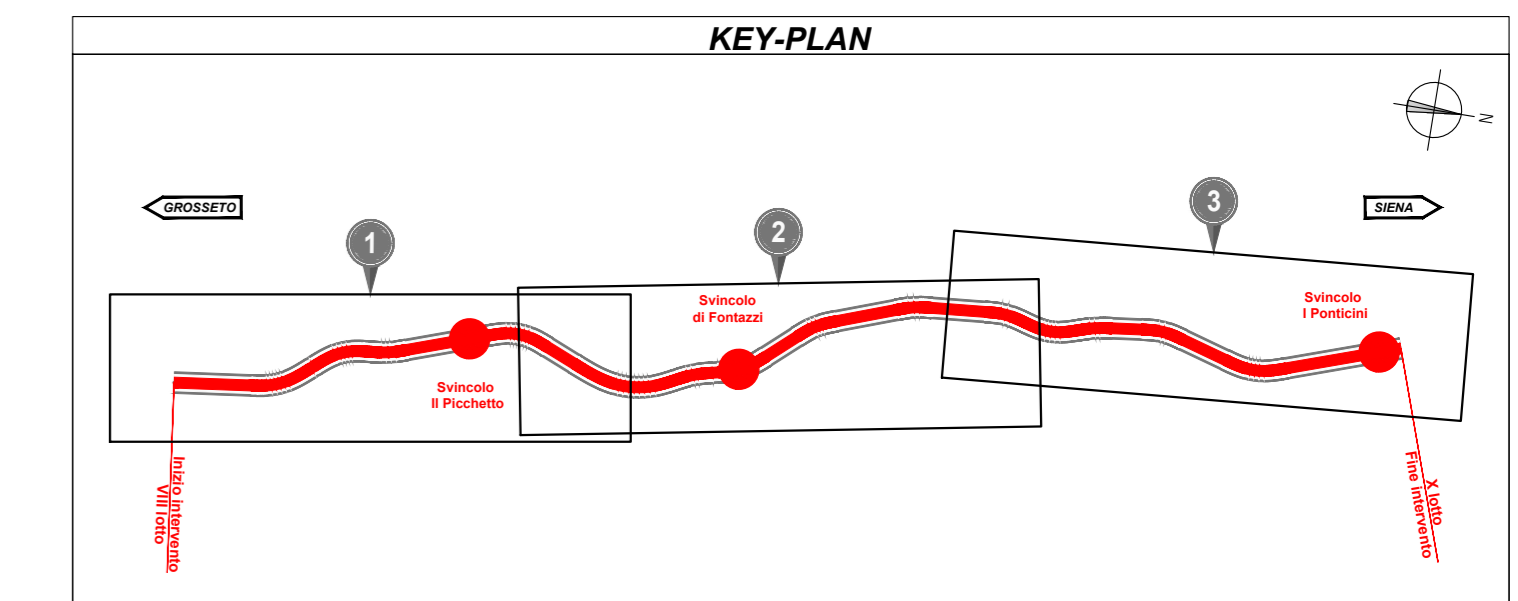 KEY-PLAN
N
GROSSETO
SIENA
1
2
3
Svincolo
Il Picchetto
Svincolo
di Fontazzi
Svincolo
I Ponticini
Inizio intervento
VIII lotto
X lotto
Fine intervento